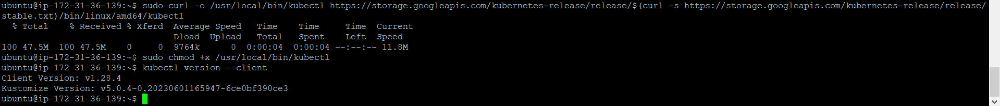 ubuntu@ip-172-31-36-139:~$ sudo curl -o /usr/local/bin/kubectl https://storage.googleapis.com/kubernetes-release/release/$(curl -s https://storage.googleapis.com/kubernetes-release/release/
stable.txt)/bin/linux/amd64/kubectl
  % Total    % Received % Xferd  Average Speed   Time    Time     Time  Current
                                 Dload  Upload   Total   Spent    Left  Speed
100 47.5M  100 47.5M    0     0  9764k      0  0:00:04  0:00:04 --:--:-- 11.8M
ubuntu@ip-172-31-36-139:~$ sudo chmod +x /usr/local/bin/kubectl
ubuntu@ip-172-31-36-139:~$ kubectl version --client
Client Version: v1.28.4
Kustomize Version: v5.0.4-0.20230601165947-6ce0bf390ce3
ubuntu@ip-172-31-36-139:~$